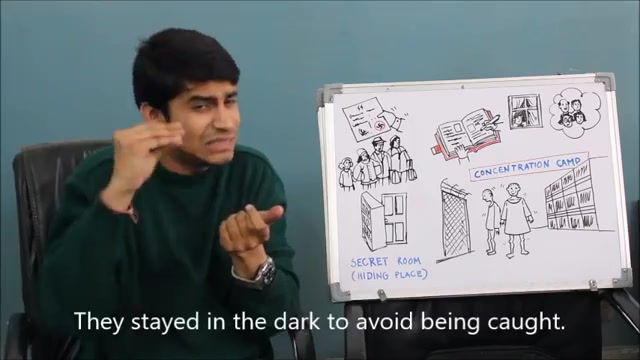 CONCENTRATION CAMP
SECRET ROOM
(HIDING PLACE)
They stayed in the dark to avoid being caught.